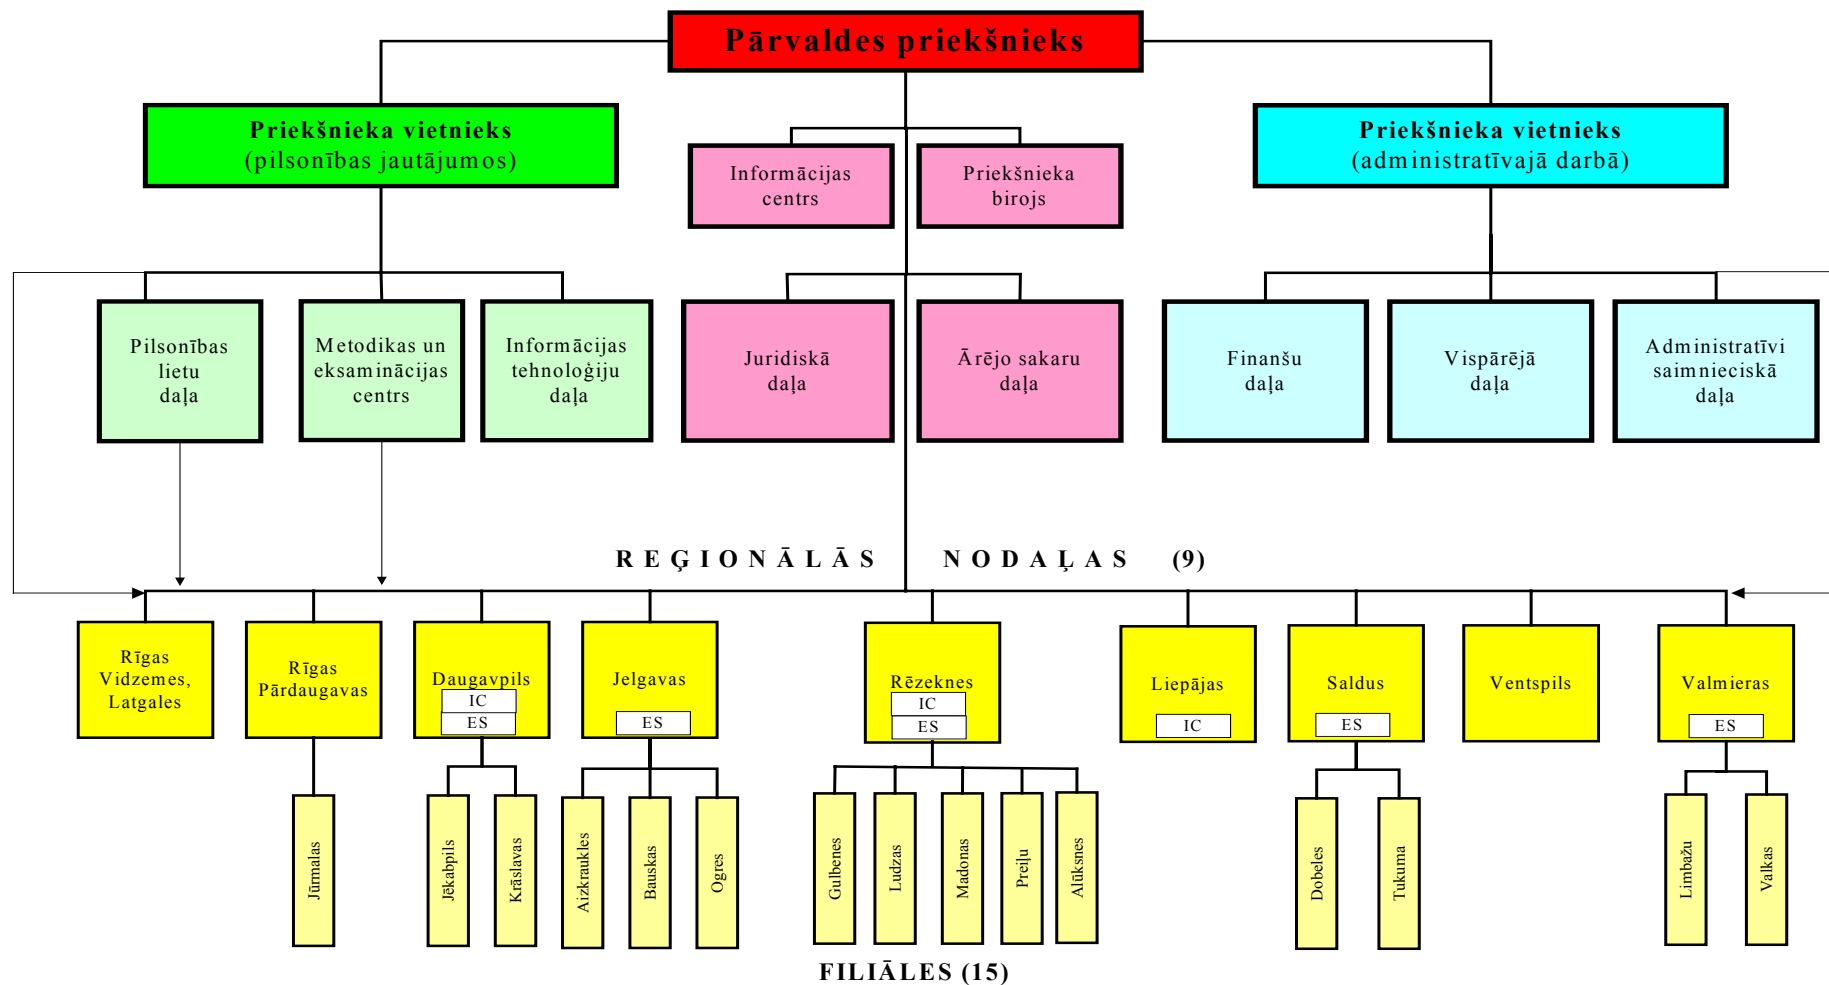 Pārvaldes priekšnieks
Priekšnieka vietnieks
(pilsonības jautājumos)
Informācijas
centrs
Priekšnieka
birojs
Priekšnieka vietnieks
(administratīvajā darbā)
Pilsonības
lietu
daļa
Metodikas un
eksaminācijas
centrs
Informācijas
tehnoloģiju
daļa
Juridiskā
daļa
Ārējo sakaru
daļa
Finanšu
daļa
Vispārējā
daļa
Administratīvi
saimnieciskā
daļa
REĢIONĀLĀS NODAĻAS (9)
Rīgas
Vidzemes,
Latgales
Rīgas
Pārdaugavas
Daugavpils
IC
ES
Jelgavas
ES
Rēzeknes
IC
ES
Liepājas
IC
Saldus
ES
Ventspils
Valmieras
ES
Jūrmalas
Jēkabpils
Krāslavas
Aizkraukles
Bauskas
Ogres
Gulbenes
Ludzas
Madonas
Preiļu
Alūksnes
Dobeles
Tukuma
Limbažu
Valkas
FILIĀLES (15)